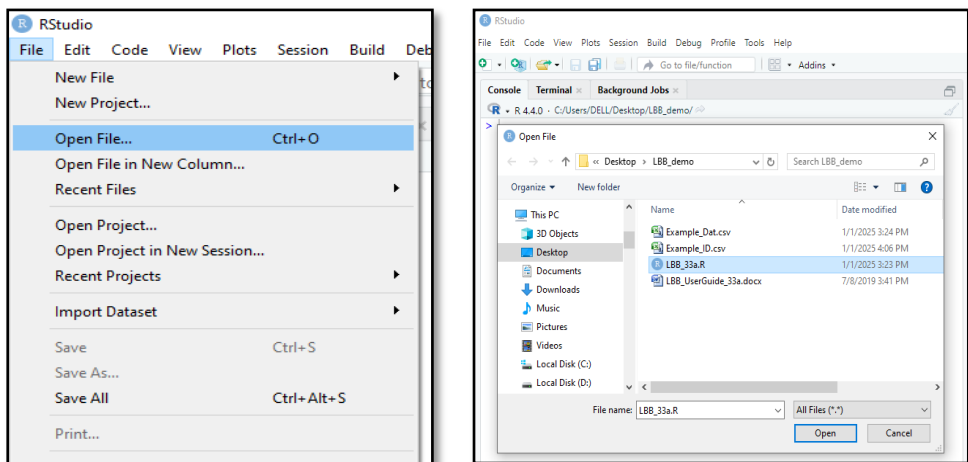 RStudio
File Edit Code View Plots Session Build Deb
New File
New Project...
Open File... Ctrl+O
Open File in New Column...
Recent Files
Open Project...
Open Project in New Session...
Recent Projects
Import Dataset
Save Ctrl+S
Save As...
Save All Ctrl+Alt+S
Print...
RStudio
File Edit Code View Plots Session Build Debug Profile Tools Help
Go to file/function Addins
Console Terminal Background Jobs
R 4.4.0 · C:/Users/DELL/Desktop/LBB_demo/
>
Open File
« Desktop › LBB_demo Search LBB_demo
Organize New folder
Name Date modified
This PC
3D Objects
Desktop
Documents
Downloads
Music
Pictures
Videos
Local Disk (C:)
Local Disk (D:)
Example_Dat.csv 1/1/2025 3:24 PM
Example_ID.csv 1/1/2025 4:06 PM
LBB_33a.R 1/1/2025 3:23 PM
LBB_UserGuide_33a.docx 7/8/2019 3:41 PM
File name: LBB_33a.R All Files (*.*)
Open Cancel